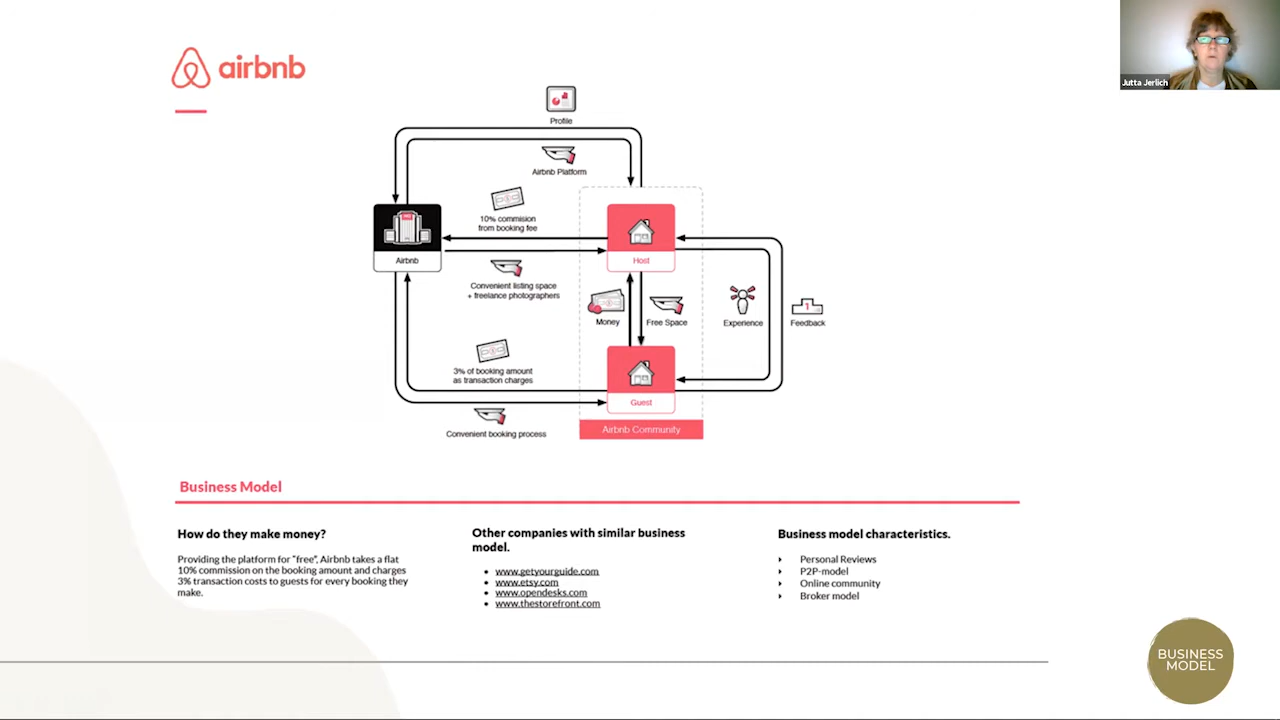 airbnb
Jutta Jerlich
Profile
Airbnb Platform
10% commision
from booking fee
Airbnb
Host
Convenient listing space
+ freelance photographers
Money
Free Space
Experience
1
Feedback
3% of booking amount
as transaction charges
Guest
Convenient booking process
Airbnb Community
Business Model
How do they make money?
Providing the platform for "free", Airbnb takes a flat
10% commission on the booking amount and charges
3% transaction costs to guests for every booking they
make.
Other companies with similar business
model.
www.getyourguide.com
www.etsy.com
www.opendesks.com
www.thestorefront.com
Business model characteristics.
Personal Reviews
P2P-model
Online community
Broker model
BUSINESS
MODEL